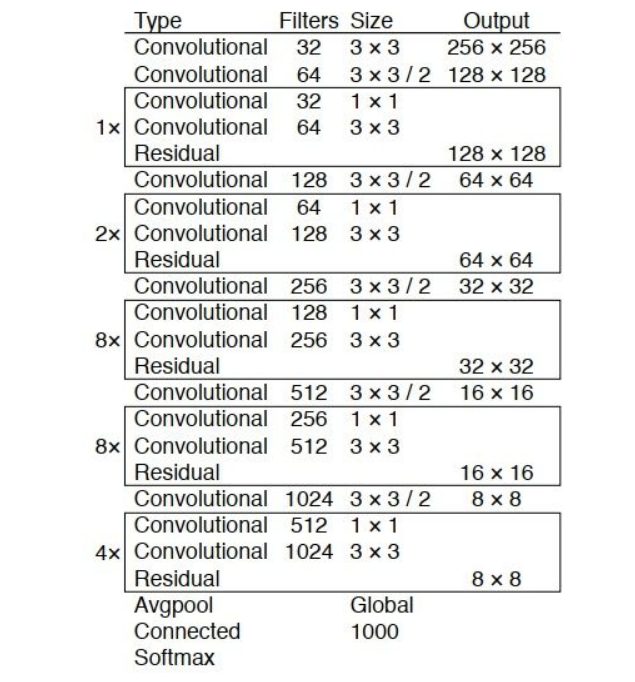 Type Filters Size Output
Convolutional 32 3 × 3 256 × 256
Convolutional 64 3 × 3 / 2 128 × 128
Convolutional 32 1 × 1
1× Convolutional 64 3 × 3
Residual 128 × 128
Convolutional 128 3 × 3 / 2 64 × 64
Convolutional 64 1 × 1
2× Convolutional 128 3 × 3
Residual 64 × 64
Convolutional 256 3 × 3 / 2 32 × 32
Convolutional 128 1 × 1
8× Convolutional 256 3 × 3
Residual 32 × 32
Convolutional 512 3 × 3 / 2 16 × 16
Convolutional 256 1 × 1
8× Convolutional 512 3 × 3
Residual 16 × 16
Convolutional 1024 3 × 3 / 2 8 × 8
Convolutional 512 1 × 1
4× Convolutional 1024 3 × 3
Residual 8 × 8
Avgpool Global
Connected 1000
Softmax